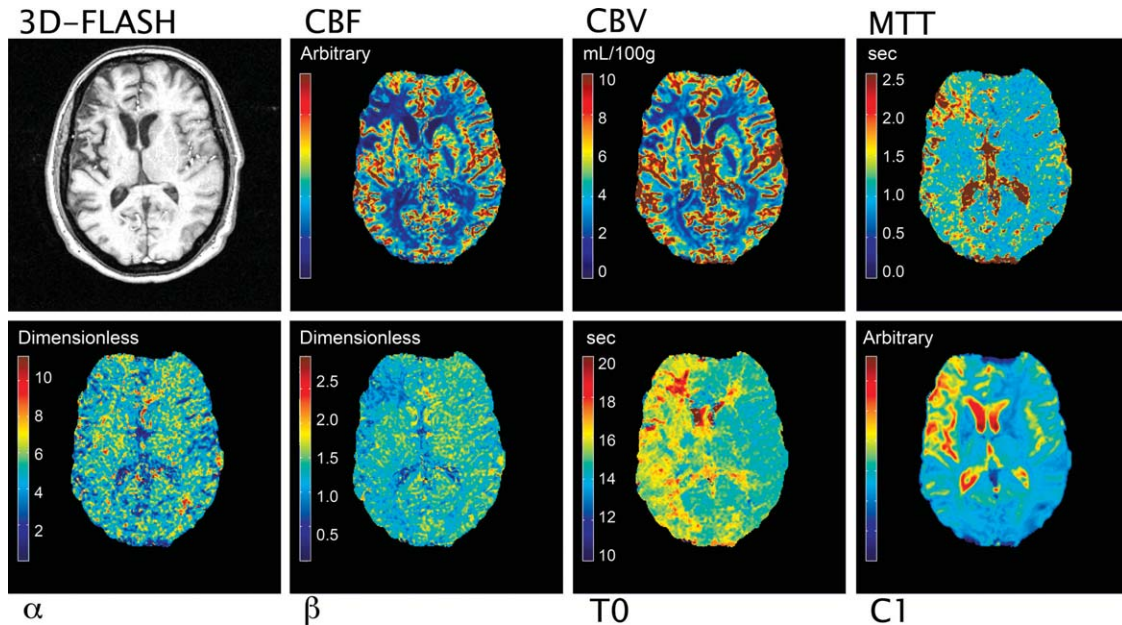 3D-FLASH
CBF
CBV
MTT
Arbitrary
mL/100g
10
8
6
4
2
0
sec
2.5
2.0
1.5
1.0
0.5
0.0
Dimensionless
10
8
6
4
2
Dimensionless
2.5
2.0
1.5
1.0
0.5
sec
20
18
16
14
12
10
Arbitrary
α
β
T0
C1